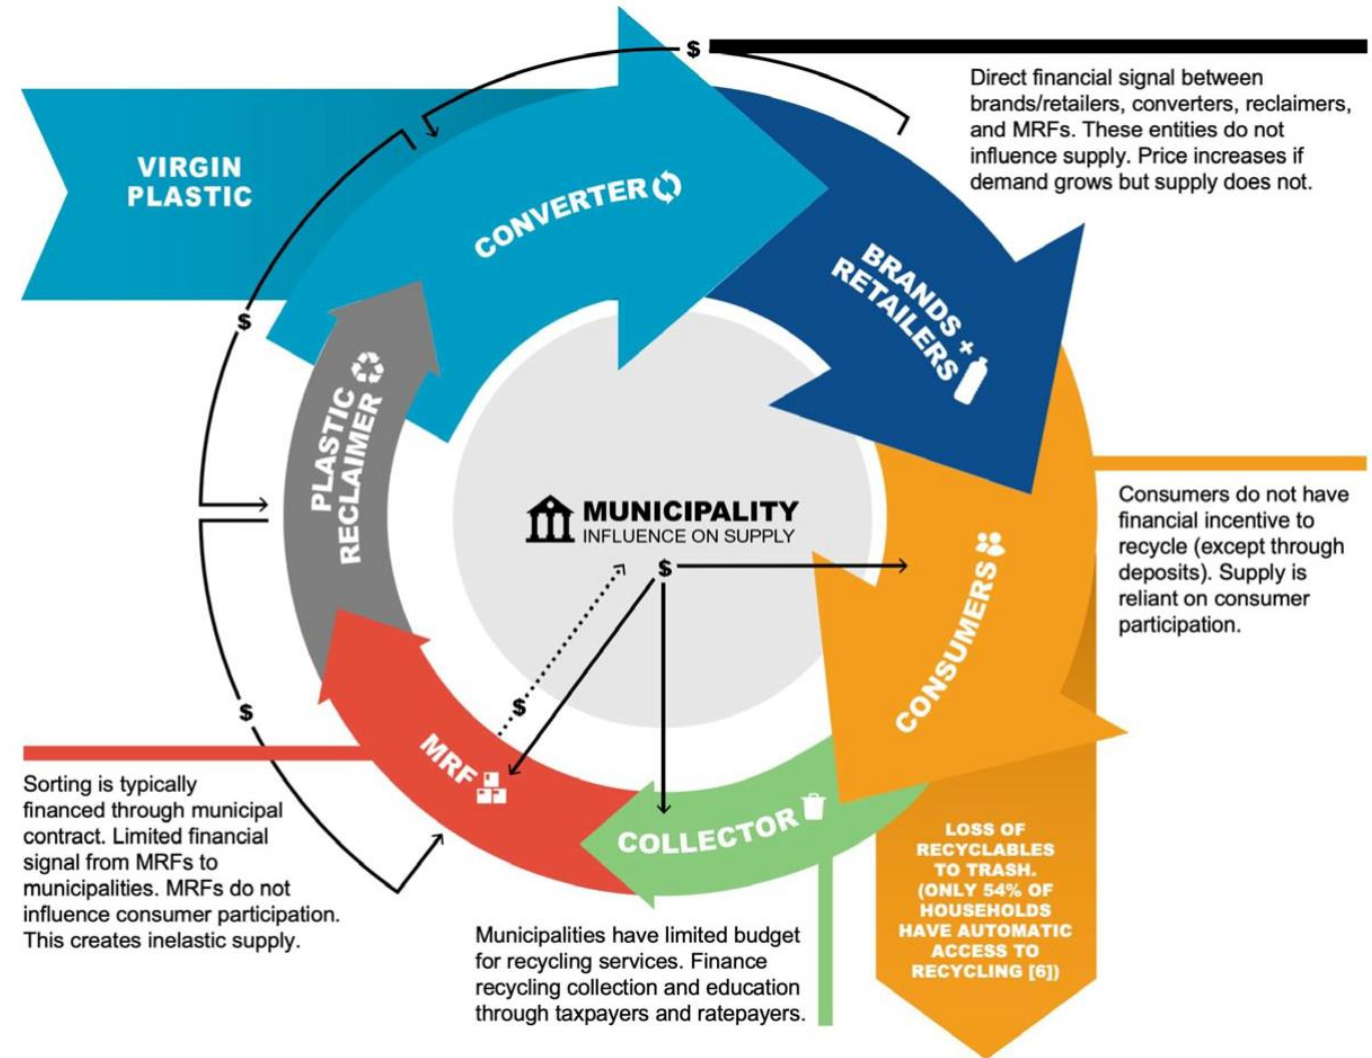 $
Direct financial signal between
brands/retailers, converters, reclaimers,
and MRFs. These entities do not
influence supply. Price increases if
demand grows but supply does not.
VIRGIN
PLASTIC
CONVERTER
BRANDS +
RETAILERS
$
PLASTIC
RECLAIMER
MUNICIPALITY
INFLUENCE ON SUPPLY
$
Consumers do not have
financial incentive to
recycle (except through
deposits). Supply is
reliant on consumer
participation.
CONSUMERS
$
$
MRF
Sorting is typically
financed through municipal
contract. Limited financial
signal from MRFs to
municipalities. MRFs do not
influence consumer participation.
This creates inelastic supply.
COLLECTOR
LOSS OF
RECYCLABLES
TO TRASH.
(ONLY 54% OF
HOUSEHOLDS
HAVE AUTOMATIC
ACCESS TO
RECYCLING [6])
Municipalities have limited budget
for recycling services. Finance
recycling collection and education
through taxpayers and ratepayers.